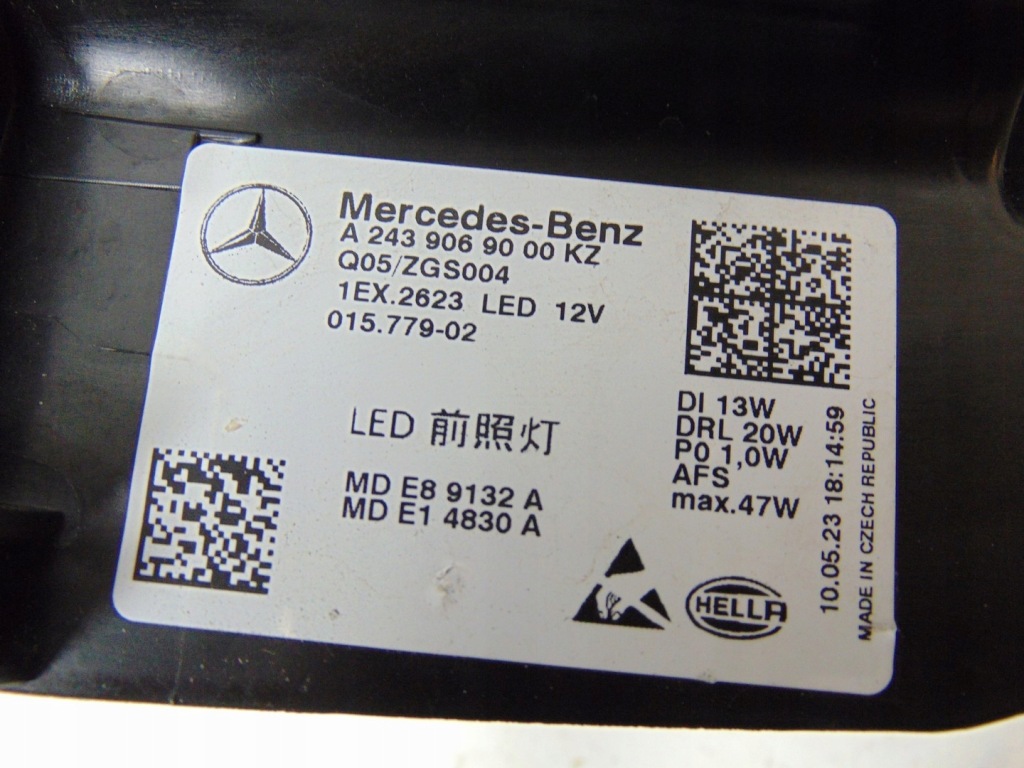 Mercedes-Benz
A 243 906 90 00 KZ
Q05/ZGS004
1EX.2623 LED 12V
015.779-02
LED 前照灯
MD E8 9132 A
MD E1 4830 A
DI 13W
DRL 20W
P0 1,0W
AFS
max.47W
HELLA
10.05.23 18:14:59
MADE IN CZECH REPUBLIC